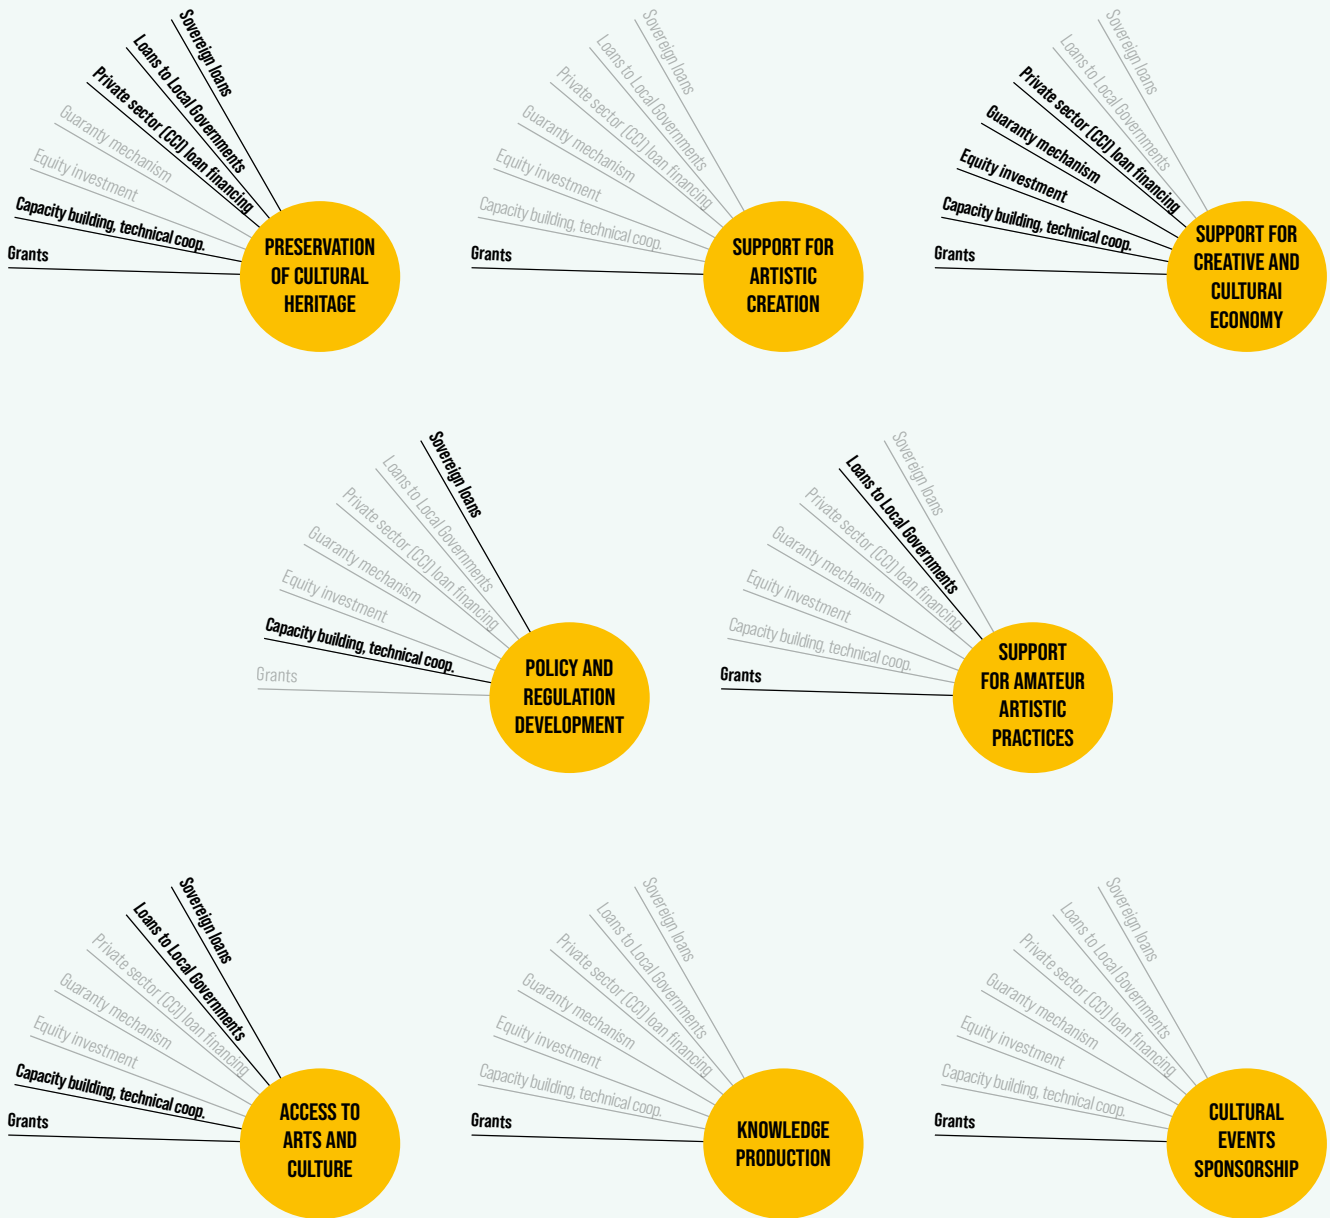 Sovereign loans
Loans to Local Governments
Private sector (CCI) loan financing
Guaranty mechanism
Equity investment
Capacity building, technical coop.
Grants
PRESERVATION
OF CULTURAL
HERITAGE
Sovereign loans
Loans to Local Governments
Private sector (CCI) loan financing
Guaranty mechanism
Equity investment
Capacity building, technical coop.
Grants
SUPPORT FOR
ARTISTIC
CREATION
Sovereign loans
Loans to Local Governments
Private sector (CCI) loan financing
Guaranty mechanism
Equity investment
Capacity building, technical coop.
Grants
SUPPORT FOR
CREATIVE AND
CULTURAl
ECONOMY
Sovereign loans
Loans to Local Governments
Private sector (CCI) loan financing
Guaranty mechanism
Equity investment
Capacity building, technical coop.
Grants
POLICY AND
REGULATION
DEVELOPMENT
Sovereign loans
Loans to Local Governments
Private sector (CCI) loan financing
Guaranty mechanism
Equity investment
Capacity building, technical coop.
Grants
SUPPORT
FOR AMATEUR
ARTISTIC
PRACTICES
Sovereign loans
Loans to Local Governments
Private sector (CCI) loan financing
Guaranty mechanism
Equity investment
Capacity building, technical coop.
Grants
ACCESS TO
ARTS AND
CULTURE
Sovereign loans
Loans to Local Governments
Private sector (CCI) loan financing
Guaranty mechanism
Equity investment
Capacity building, technical coop.
Grants
KNOWLEDGE
PRODUCTION
Sovereign loans
Loans to Local Governments
Private sector (CCI) loan financing
Guaranty mechanism
Equity investment
Capacity building, technical coop.
Grants
CULTURAL
EVENTS
SPONSORSHIP